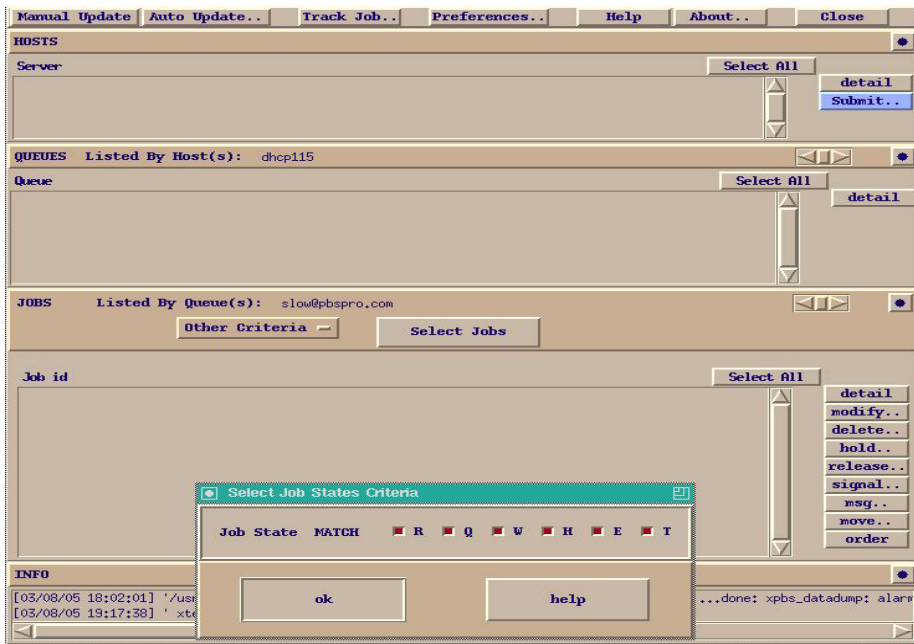 Manual Update Auto Update.. Track Job.. Preferences.. Help About.. Close
HOSTS
Server Select All
detail
Submit..
QUEUES Listed By Host(s): dhcp115
Queue Select All
detail
JOBS Listed By Queue(s): slow@pbspro.com
Other Criteria Select Jobs
Job id Select All
detail
modify..
delete..
hold..
release..
signal..
msg..
move..
order
Select Job States Criteria
Job State MATCH R Q W H E T
ok help
INFO
[03/08/05 18:02:01] '/usr ...done: xpbs_datadump: alarm
[03/08/05 19:17:38] ' xte